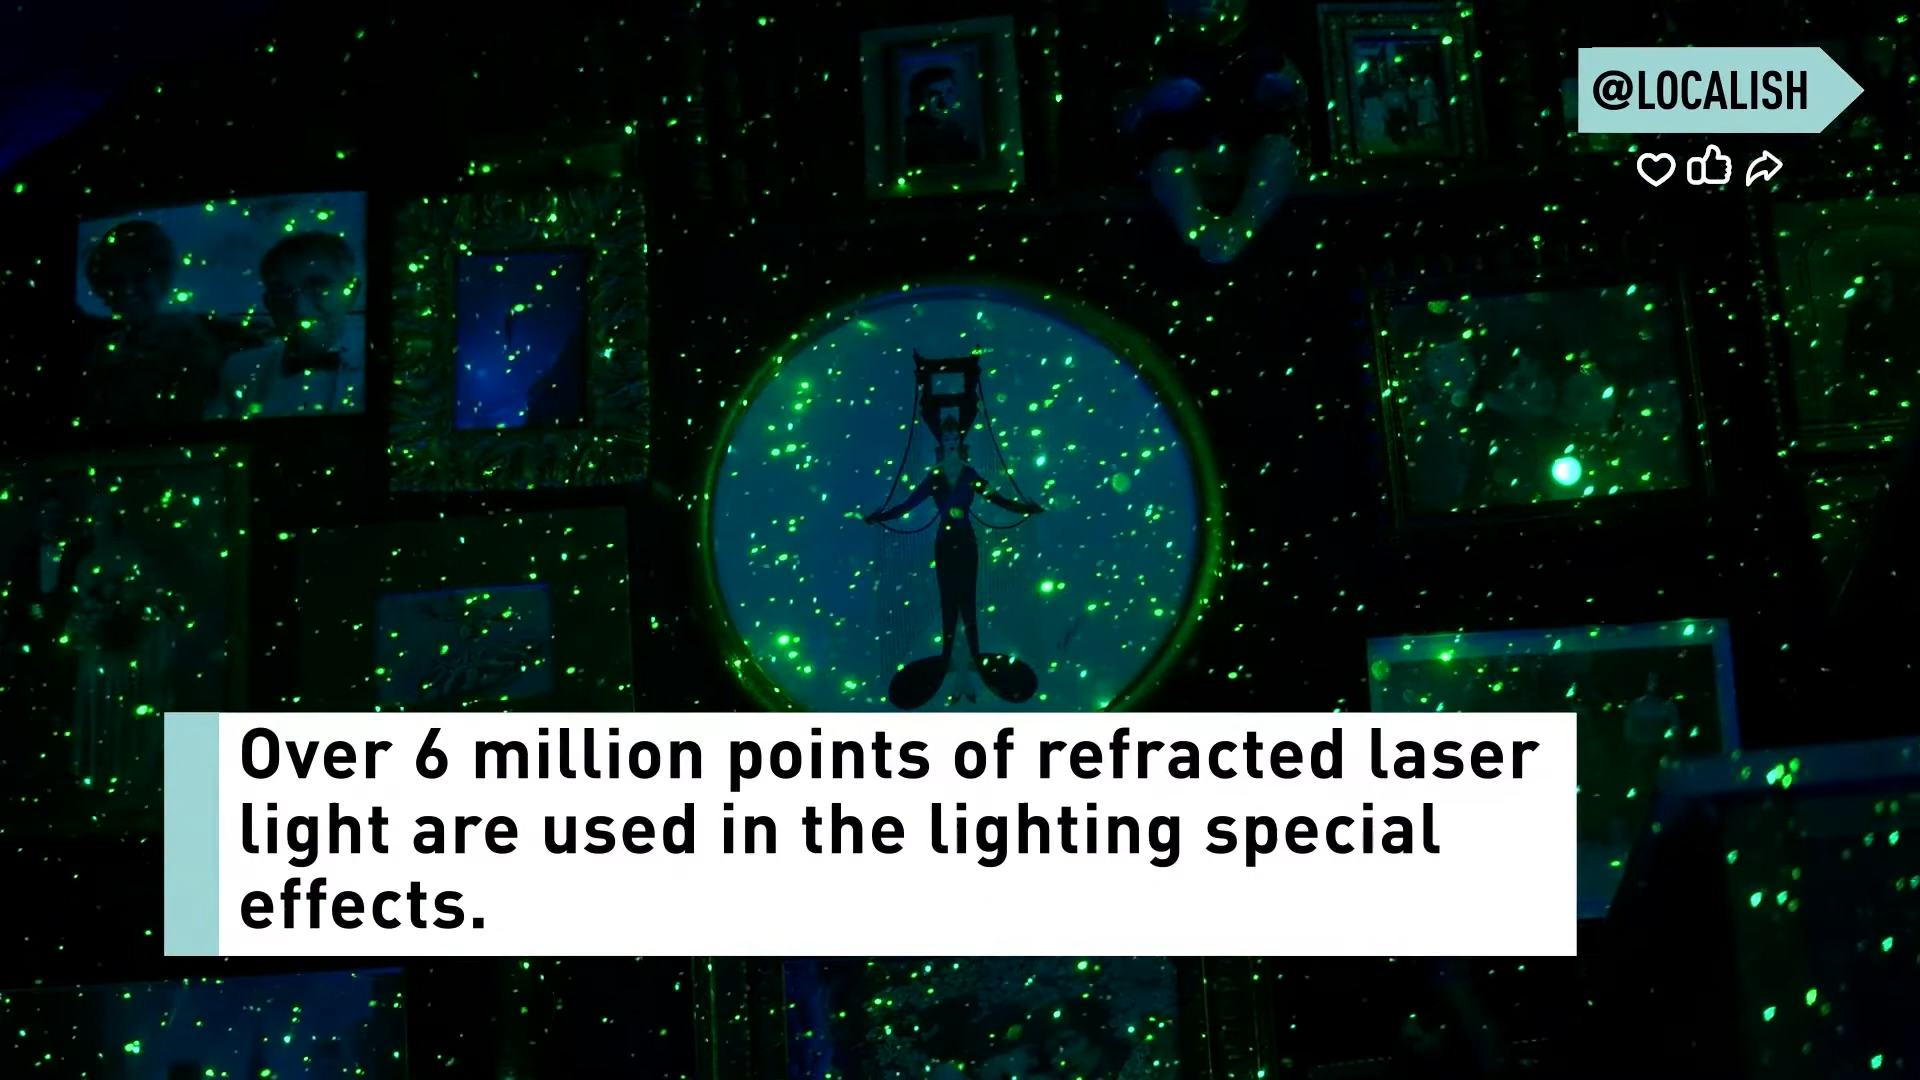 @LOCALISH
Over 6 million points of refracted laser
light are used in the lighting special
effects.